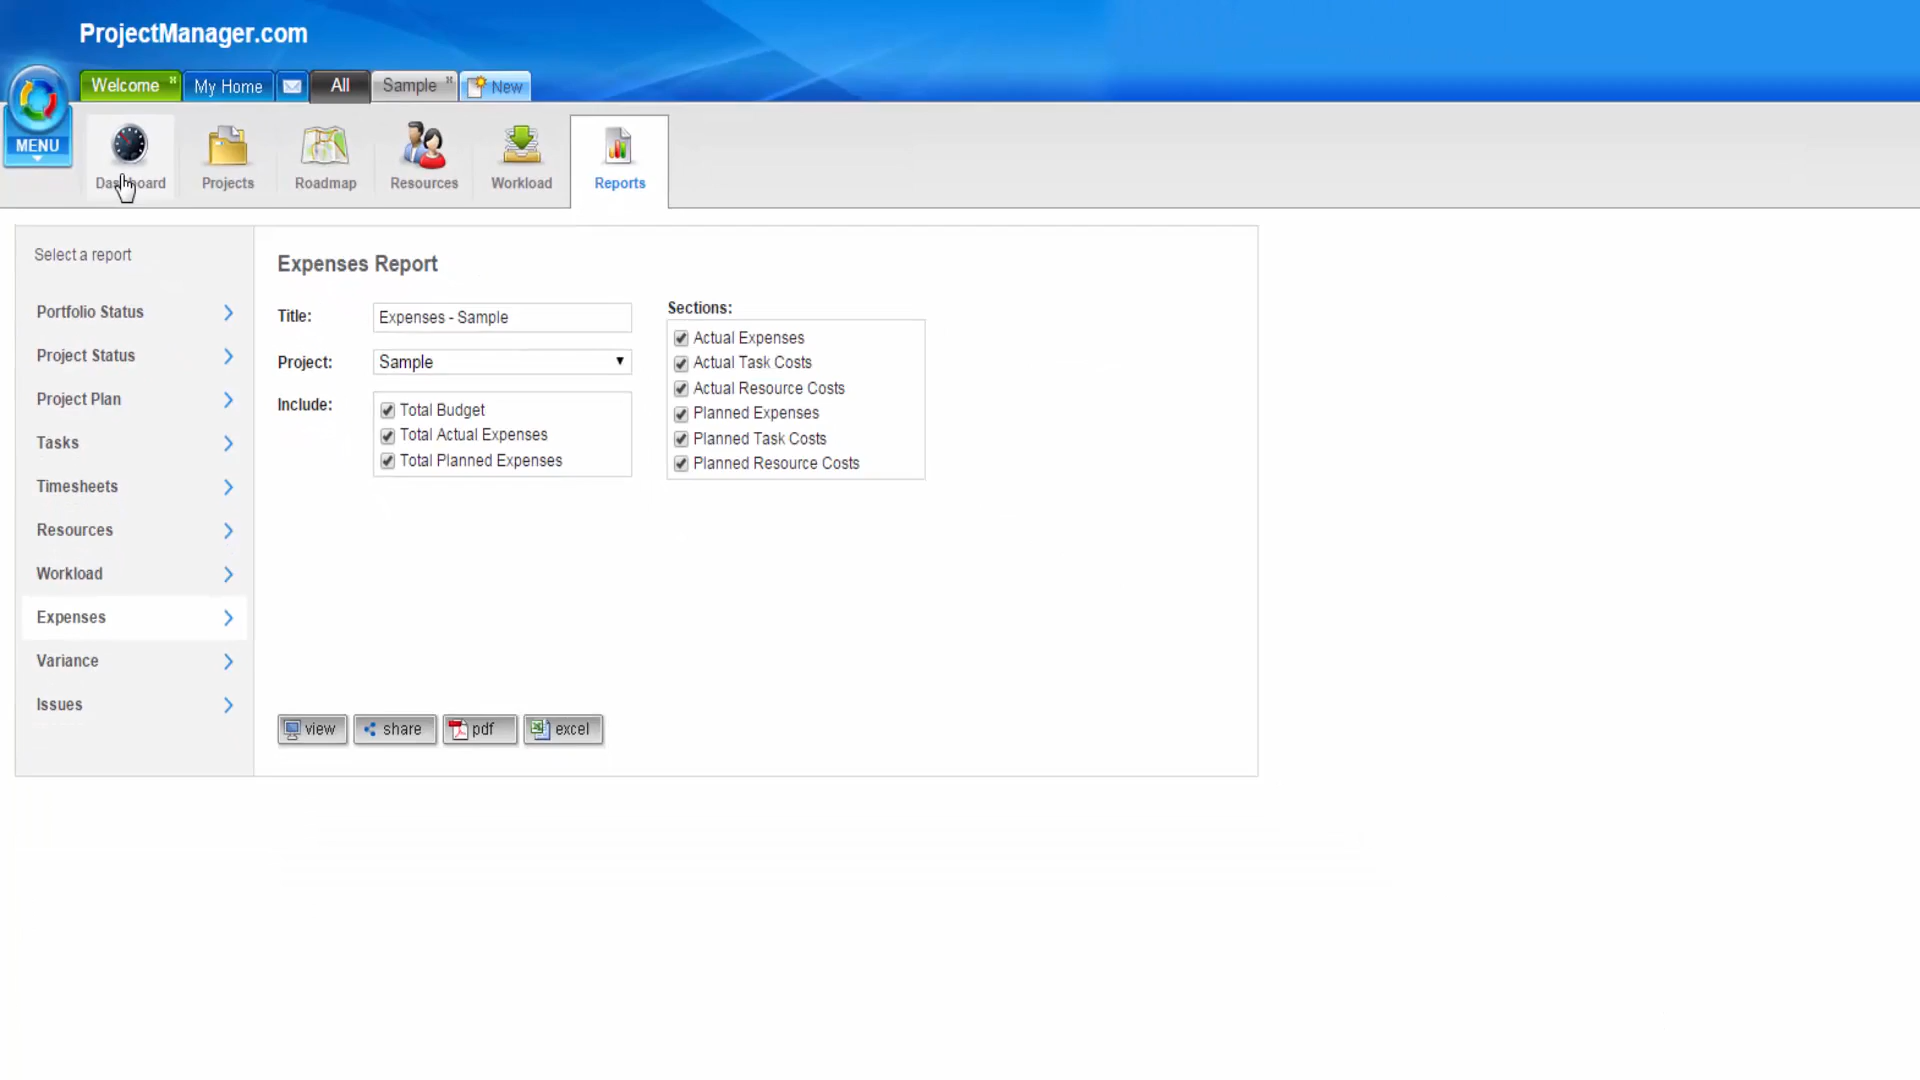 ProjectManager.com
Welcome
My Home
All
Sample
New
MENU
Dashboard
Projects
Roadmap
Resources
Workload
Reports
Select a report
Portfolio Status
Project Status
Project Plan
Tasks
Timesheets
Resources
Workload
Expenses
Variance
Issues
Expenses Report
Title:
Expenses - Sample
Project:
Sample
Include:
Total Budget
Total Actual Expenses
Total Planned Expenses
Sections:
Actual Expenses
Actual Task Costs
Actual Resource Costs
Planned Expenses
Planned Task Costs
Planned Resource Costs
view
share
pdf
excel